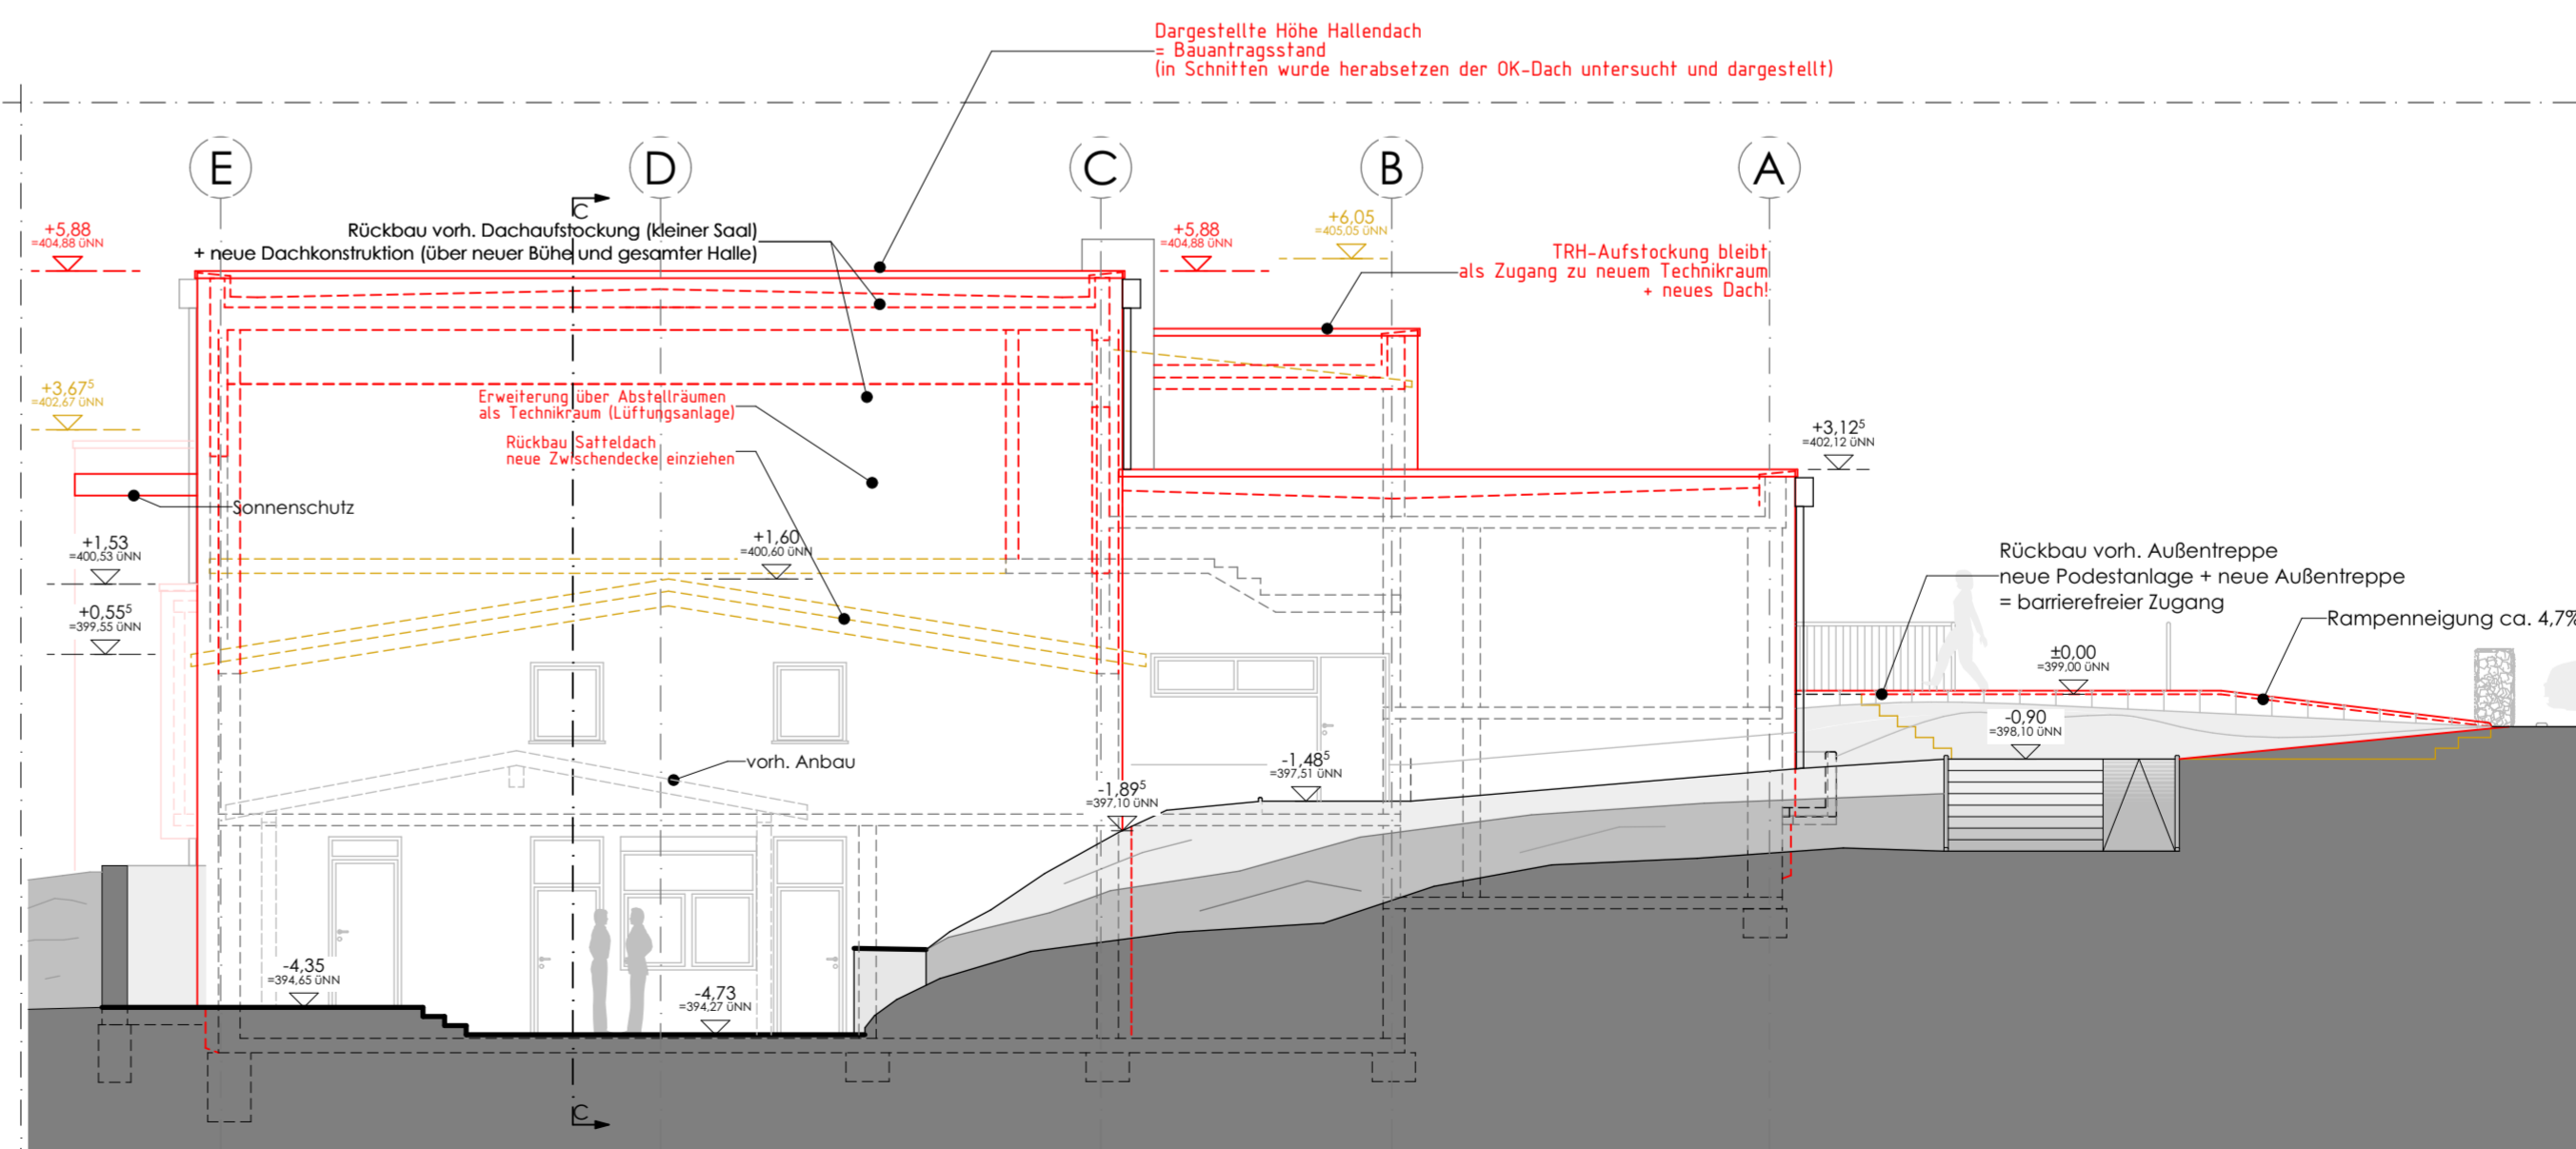 Dargestellte Höhe Hallendach
= Bauantragsstand
(in Schnitten wurde herabsetzen der OK-Dach untersucht und dargestellt)
E
D
C
B
A
C
Rückbau vorh. Dachaufstockung (kleiner Saal)
+ neue Dachkonstruktion (über neuer Bühe und gesamter Halle)
+5,88
=404,88 üNN
+5,88
=404,88 üNN
+6,05
=405,05 üNN
TRH-Aufstockung bleibt
als Zugang zu neuem Technikraum
+ neues Dach!
+3,67⁵
=402,67 üNN
Erweiterung über Abstellräumen
als Technikraum (Lüftungsanlage)
Rückbau Satteldach
neue Zwischendecke einziehen
+3,12⁵
=402,12 üNN
Sonnenschutz
+1,53
=400,53 üNN
+1,60
=400,60 üNN
Rückbau vorh. Außentreppe
neue Podestanlage + neue Außentreppe
= barrierefreier Zugang
+0,55⁵
=399,55 üNN
Rampenneigung ca. 4,7%
±0,00
=399,00 üNN
-0,90
=398,10 üNN
vorh. Anbau
-1,48⁵
=397,51 üNN
-1,89⁵
=397,10 üNN
-4,35
=394,65 üNN
-4,73
=394,27 üNN
C